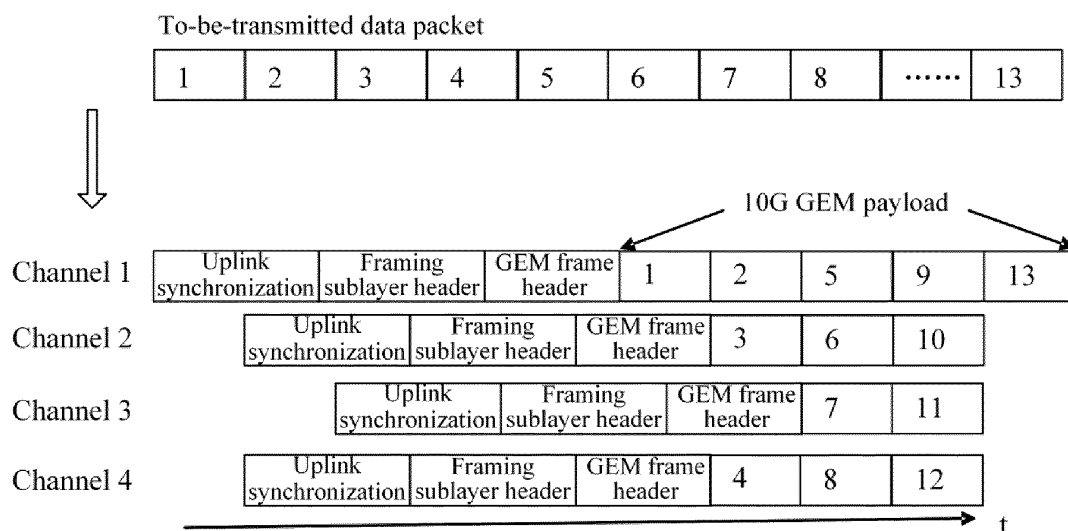 To-be-transmitted data packet
1 2 3 4 5 6 7 8 ...... 13
10G GEM payload
Channel 1 Uplink synchronization Framing sublayer header GEM frame header 1 2 5 9 13
Channel 2 Uplink synchronization Framing sublayer header GEM frame header 3 6 10
Channel 3 Uplink synchronization Framing sublayer header GEM frame header 7 11
Channel 4 Uplink synchronization Framing sublayer header GEM frame header 4 8 12
t